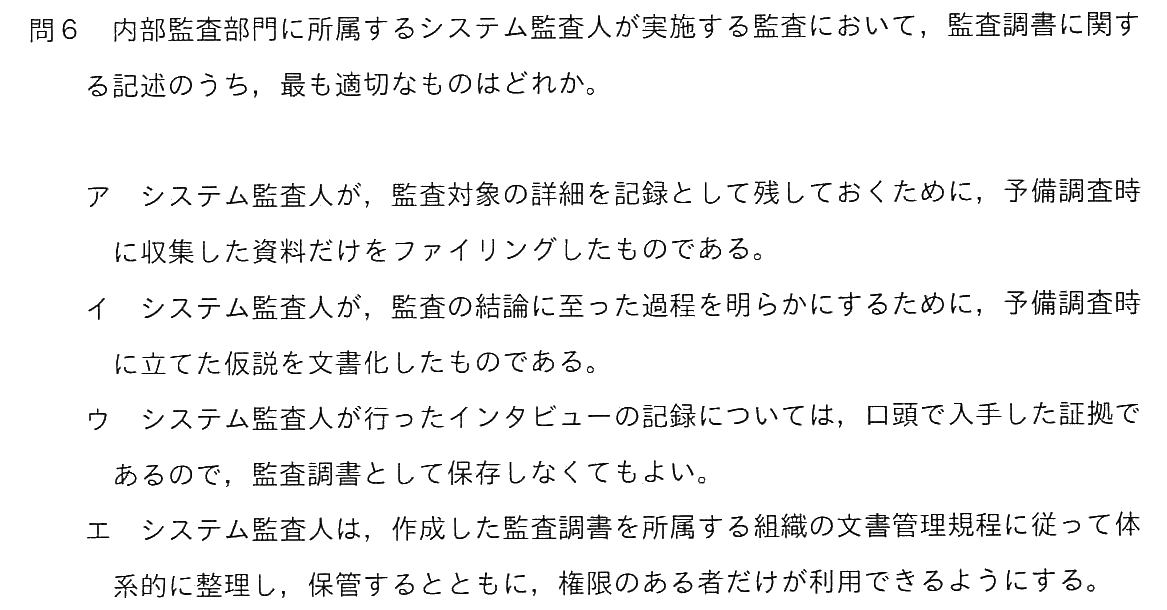 問6 内部監査部門に所属するシステム監査人が実施する監査において，監査調書に関す
る記述のうち，最も適切なものはどれか。
ア システム監査人が，監査対象の詳細を記録として残しておくために，予備調査時
に収集した資料だけをファイリングしたものである。
イ システム監査人が，監査の結論に至った過程を明らかにするために，予備調査時
に立てた仮説を文書化したものである。
ウ システム監査人が行ったインタビューの記録については，口頭で入手した証拠で
あるので，監査調書として保存しなくてもよい。
エ システム監査人は，作成した監査調書を所属する組織の文書管理規程に従って体
系的に整理し，保管するとともに，権限のある者だけが利用できるようにする。